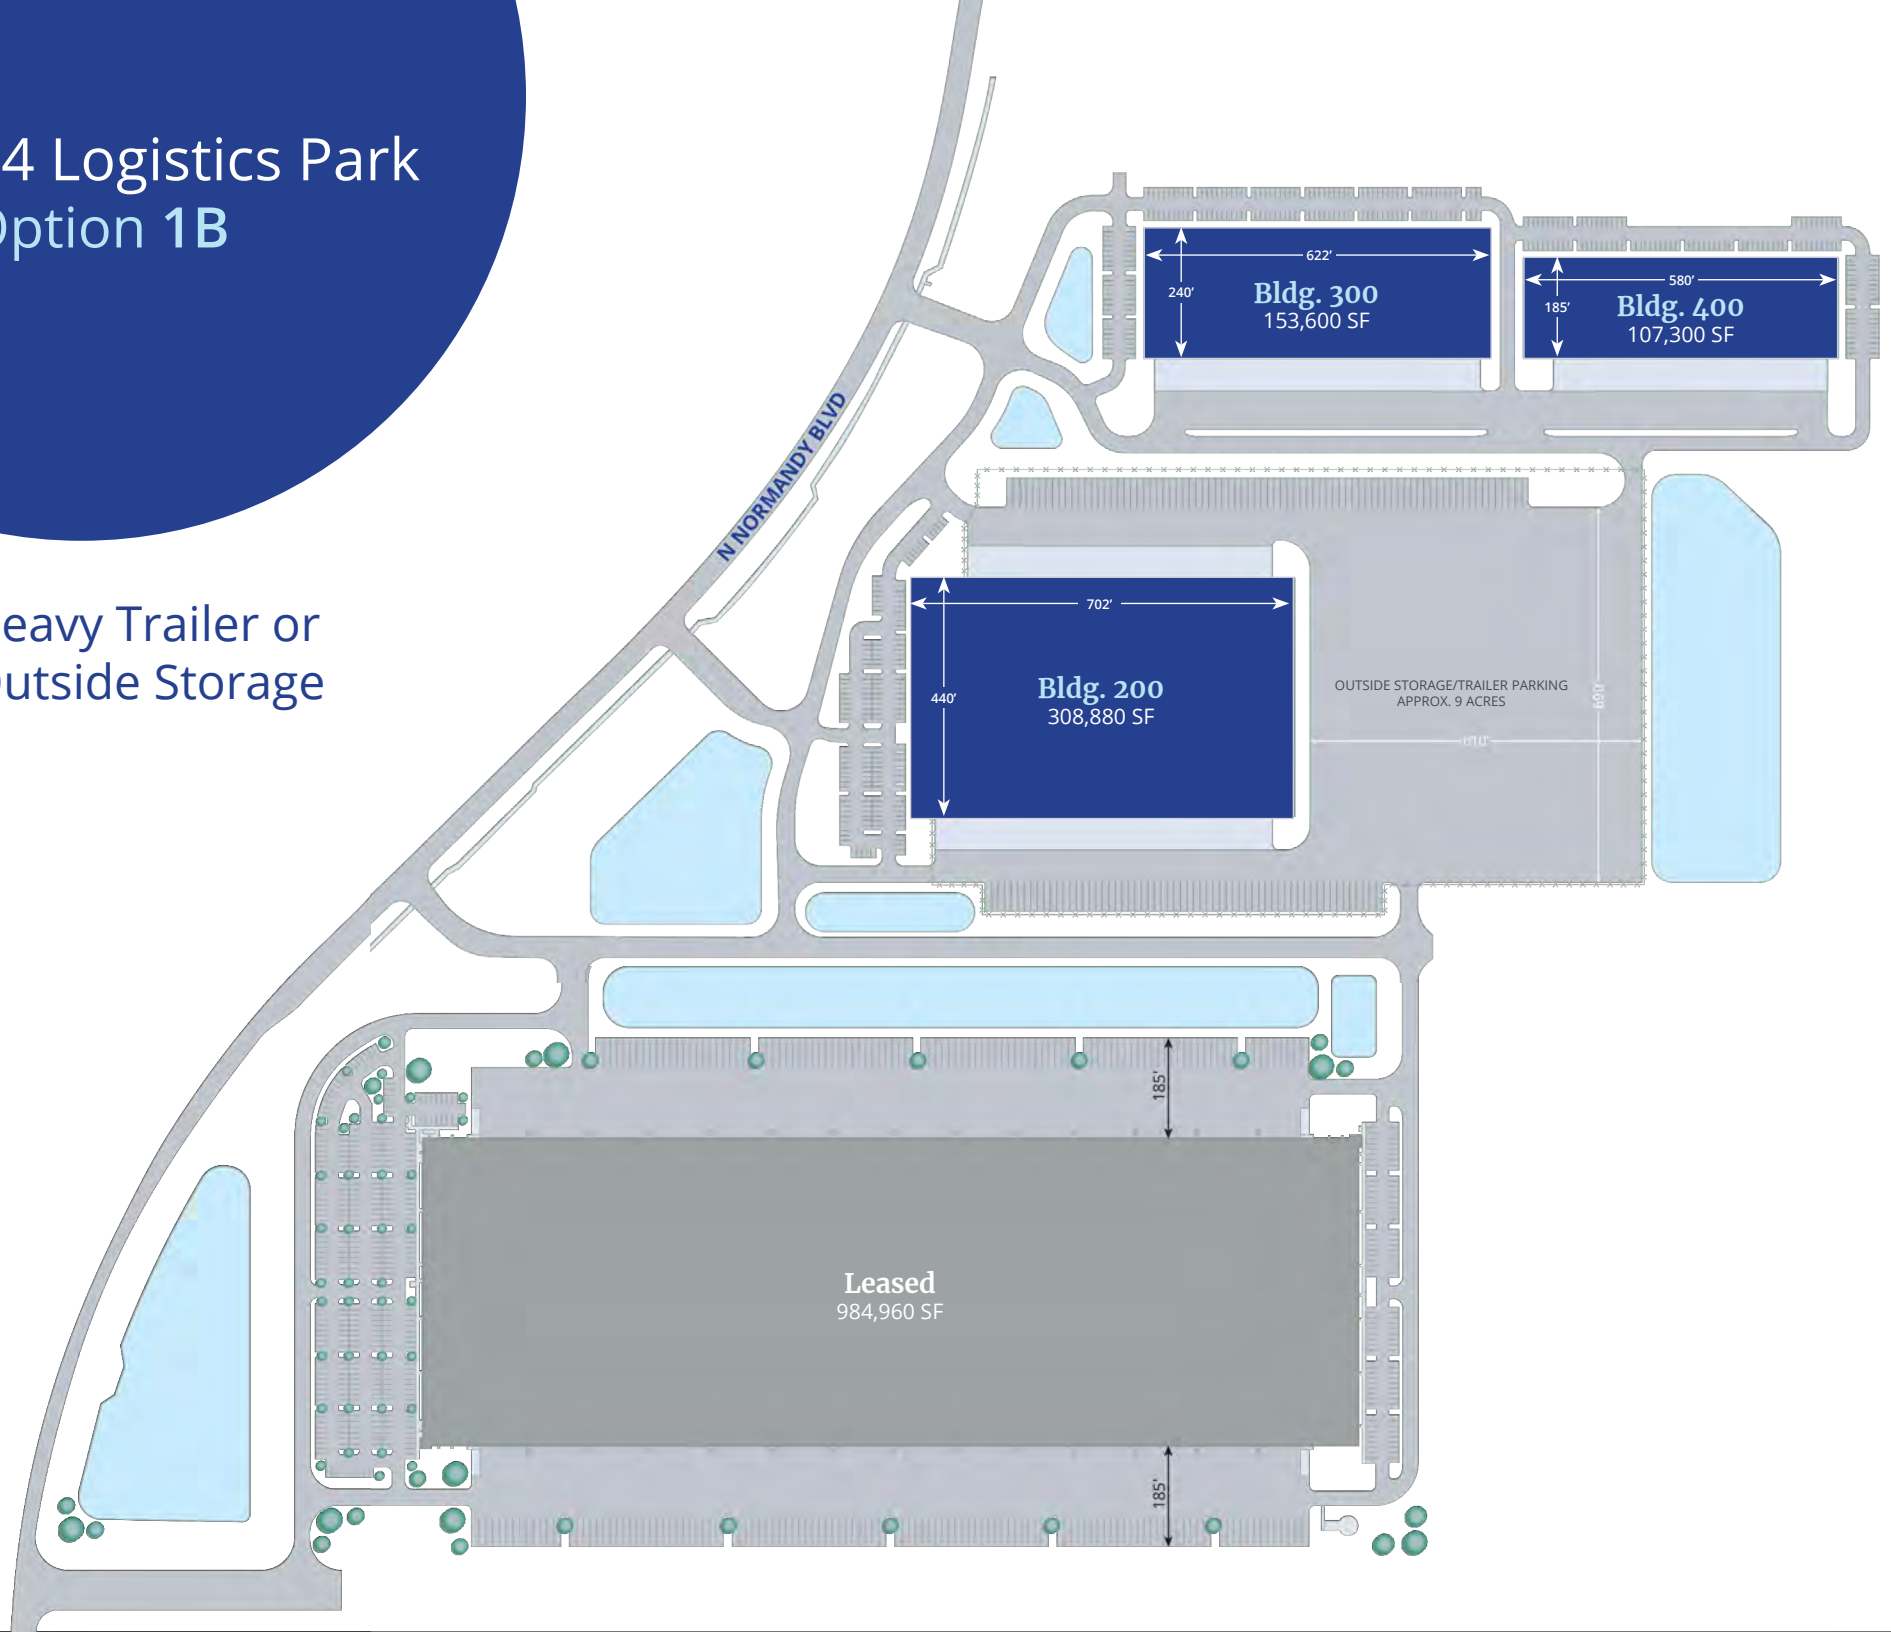 4 Logistics Park
Option 1B
eavy Trailer or
utside Storage
N NORMANDY BLVD
622'
240'
Bldg. 300
153,600 SF
580'
185'
Bldg. 400
107,300 SF
702'
440'
Bldg. 200
308,880 SF
OUTSIDE STORAGE/TRAILER PARKING
APPROX. 9 ACRES
690'
185'
Leased
984,960 SF
185'